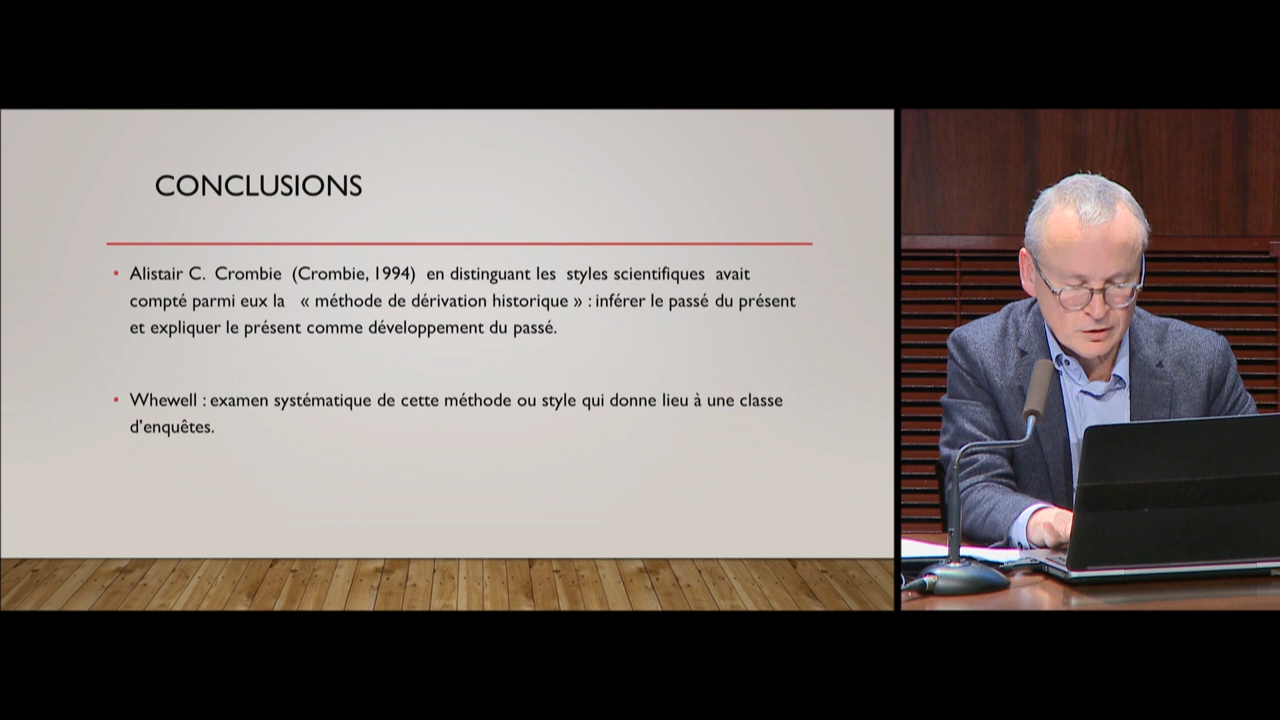 CONCLUSIONS
• Alistair C. Crombie (Crombie, 1994) en distinguant les styles scientifiques avait
compté parmi eux la « méthode de dérivation historique » : inférer le passé du présent
et expliquer le présent comme développement du passé.
• Whewell : examen systématique de cette méthode ou style qui donne lieu à une classe
d'enquêtes.